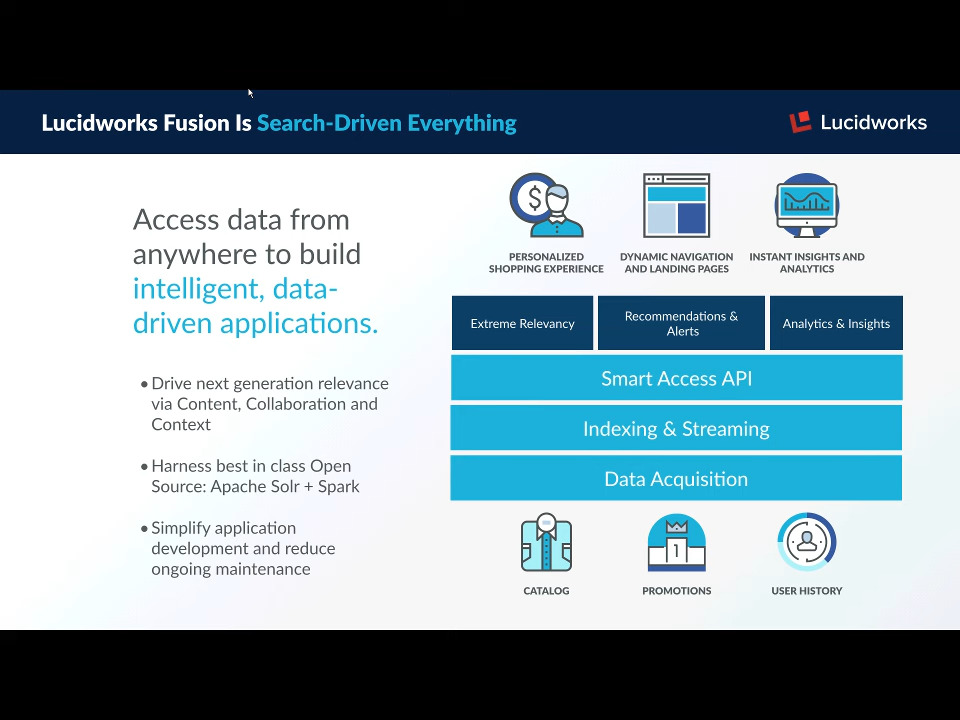 Lucidworks Fusion Is Search-Driven Everything
Lucidworks
Access data from
anywhere to build
intelligent, data-
driven applications.
• Drive next generation relevance
via Content, Collaboration and
Context
• Harness best in class Open
Source: Apache Solr + Spark
• Simplify application
development and reduce
ongoing maintenance
PERSONALIZED
SHOPPING EXPERIENCE
DYNAMIC NAVIGATION
AND LANDING PAGES
INSTANT INSIGHTS AND
ANALYTICS
Extreme Relevancy
Recommendations &
Alerts
Analytics & Insights
Smart Access API
Indexing & Streaming
Data Acquisition
1
CATALOG
PROMOTIONS
USER HISTORY